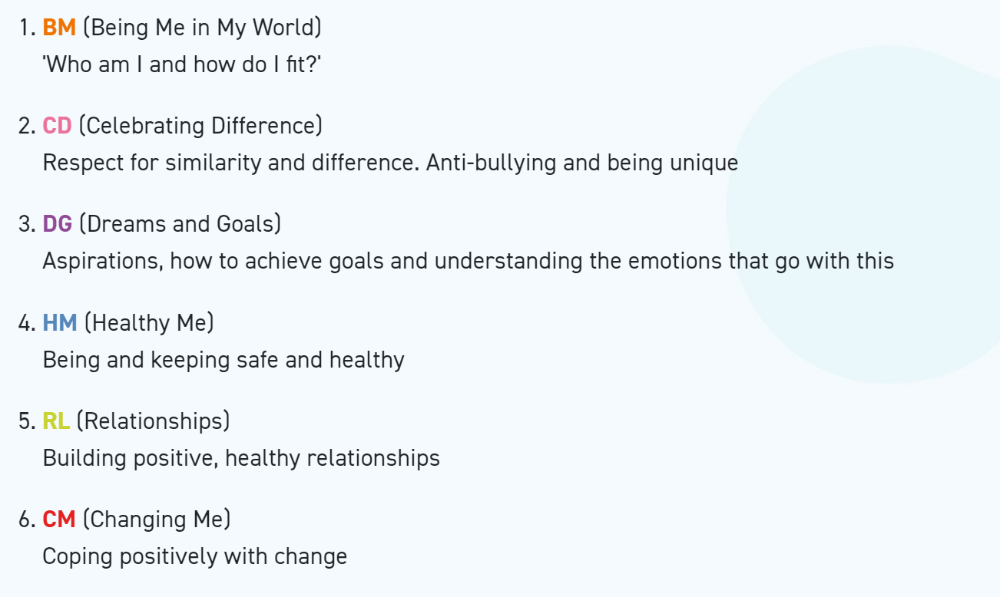 1. BM (Being Me in My World)
'Who am I and how do I fit?'
2. CD (Celebrating Difference)
Respect for similarity and difference. Anti-bullying and being unique
3. DG (Dreams and Goals)
Aspirations, how to achieve goals and understanding the emotions that go with this
4. HM (Healthy Me)
Being and keeping safe and healthy
5. RL (Relationships)
Building positive, healthy relationships
6. CM (Changing Me)
Coping positively with change